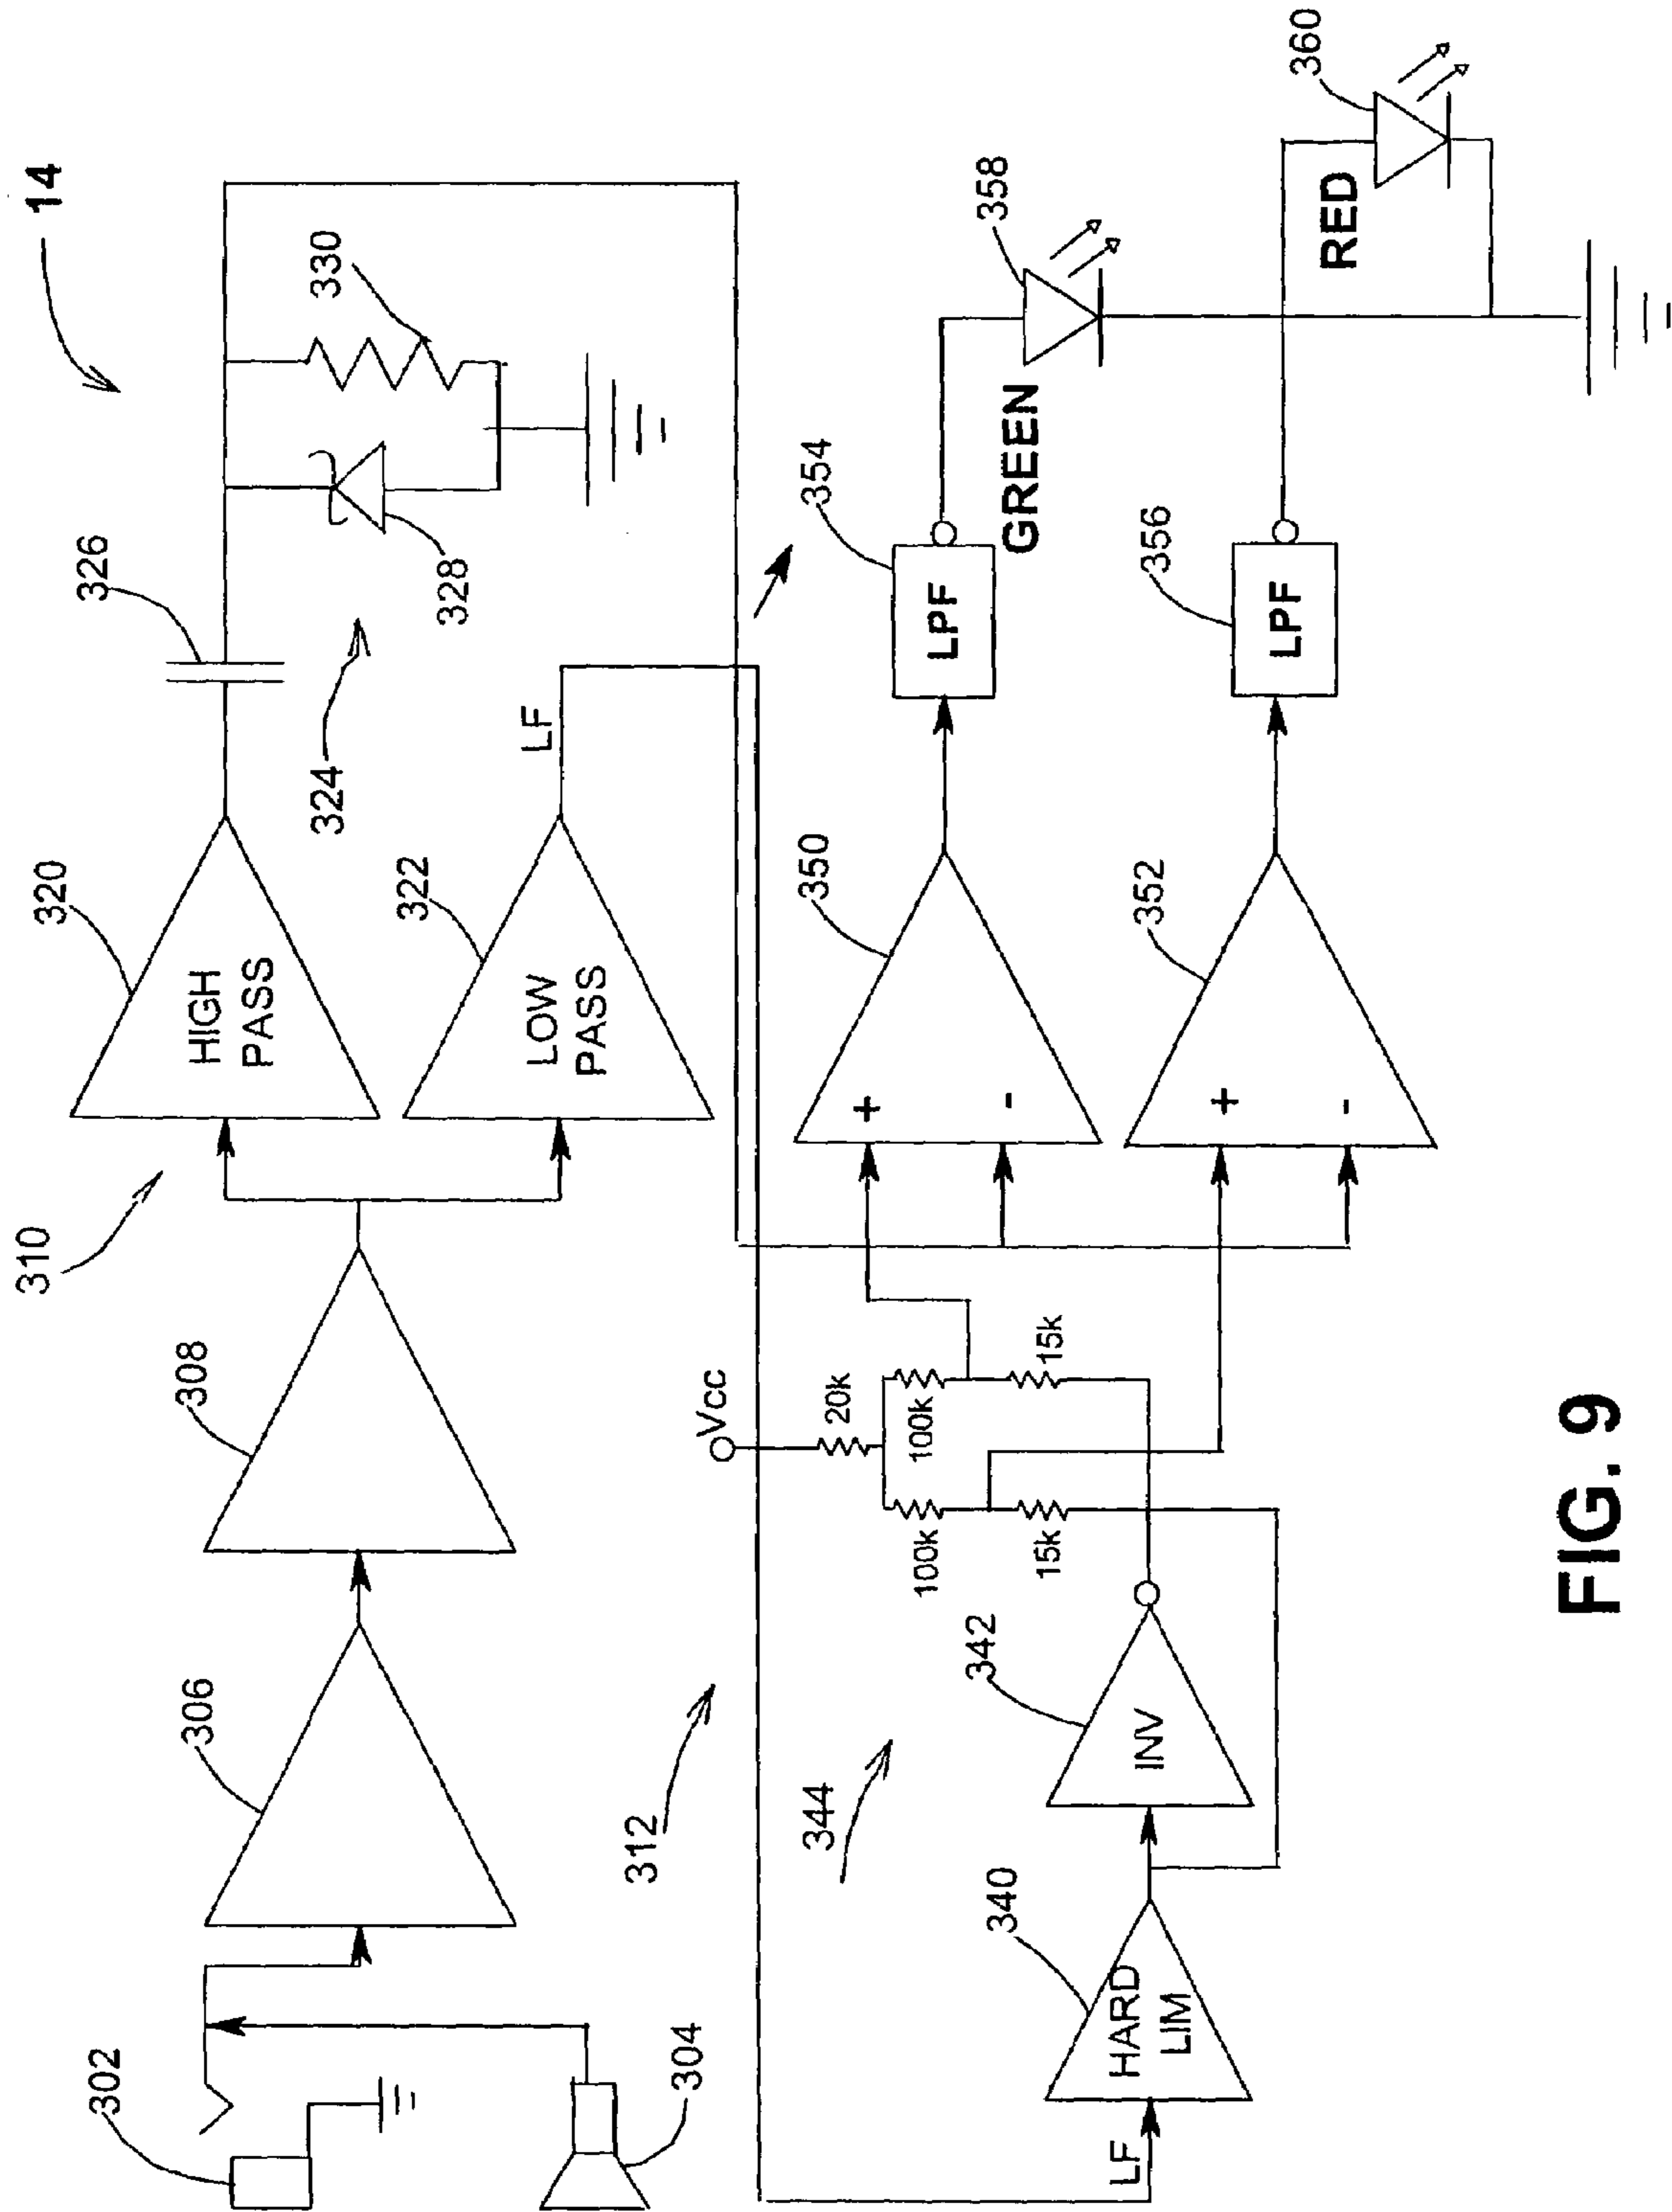 14
310
320
326
330
HIGH
PASS
324
328
308
306
322
LOW
PASS
LF
302
304
312
Vcc
20k
100k
15k
100k
15k
350
+
-
354
LPF
GREEN
358
344
340
HARD
LIM
LF
342
INV
352
+
-
356
LPF
RED
360
FIG. 9